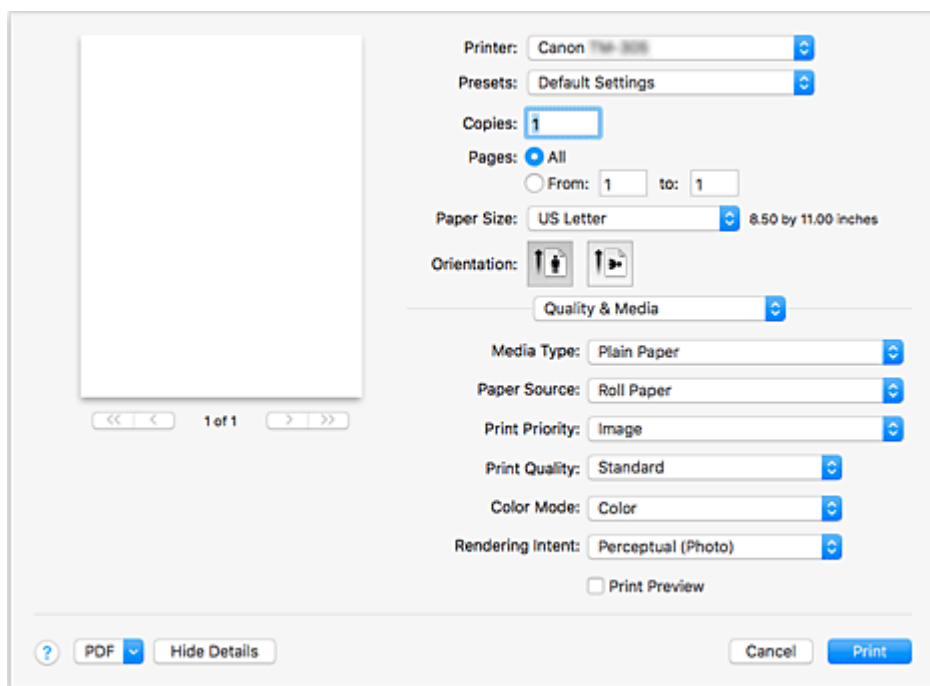 Printer: Canon
Presets: Default Settings
Copies: 1
Pages: All
From: 1 to: 1
Paper Size: US Letter 8.50 by 11.00 inches
Orientation:
Quality & Media
Media Type: Plain Paper
Paper Source: Roll Paper
<< < 1 of 1 > >>
Print Priority: Image
Print Quality: Standard
Color Mode: Color
Rendering Intent: Perceptual (Photo)
Print Preview
? PDF Hide Details Cancel Print